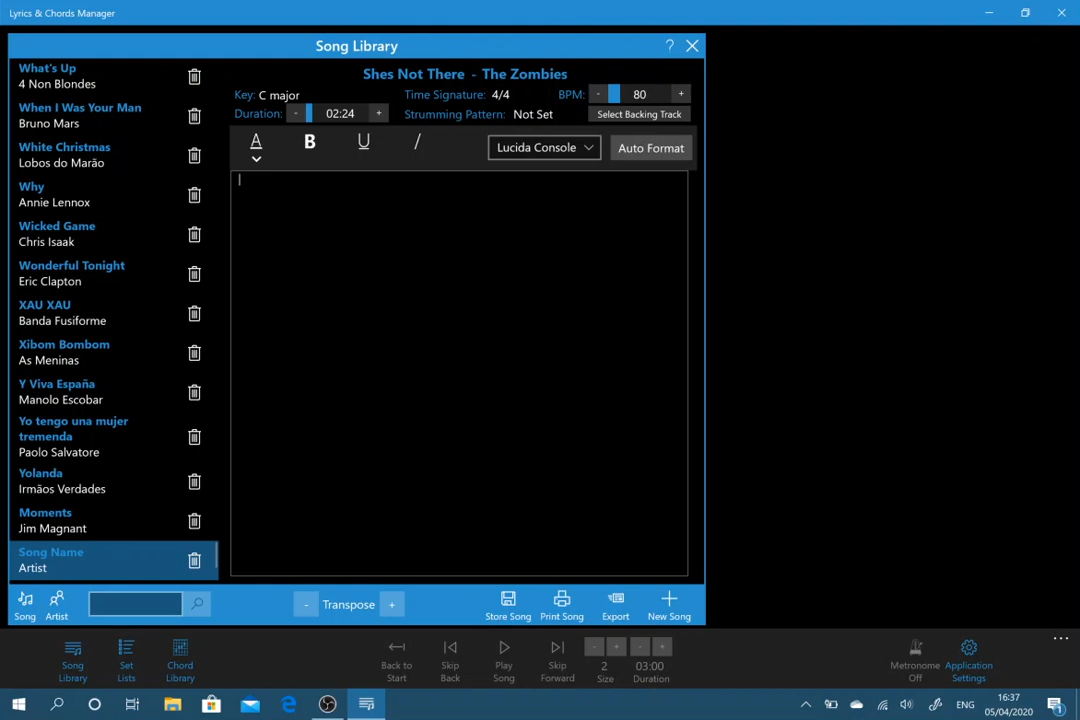 Lyrics & Chords Manager
Song Library
?
What's Up
4 Non Blondes
When I Was Your Man
Bruno Mars
White Christmas
Lobos do Marão
Why
Annie Lennox
Wicked Game
Chris Isaak
Wonderful Tonight
Eric Clapton
XAU XAU
Banda Fusiforme
Xibom Bombom
As Meninas
Y Viva España
Manolo Escobar
Yo tengo una mujer
tremenda
Paolo Salvatore
Yolanda
Irmãos Verdades
Moments
Jim Magnant
Song Name
Artist
Shes Not There - The Zombies
Key: C major Time Signature: 4/4 BPM: - 80 +
Duration: - 02:24 + Strumming Pattern: Not Set Select Backing Track
A B U / Lucida Console Auto Format
Song Artist - Transpose + Store Song Print Song Export New Song
Song Library
Set Lists
Chord Library
Back to Start
Skip Back
Play Song
Skip Forward
- + - +
2 03:00
Size Duration
Metronome Off
Application Settings
ENG
16:37
05/04/2020
1